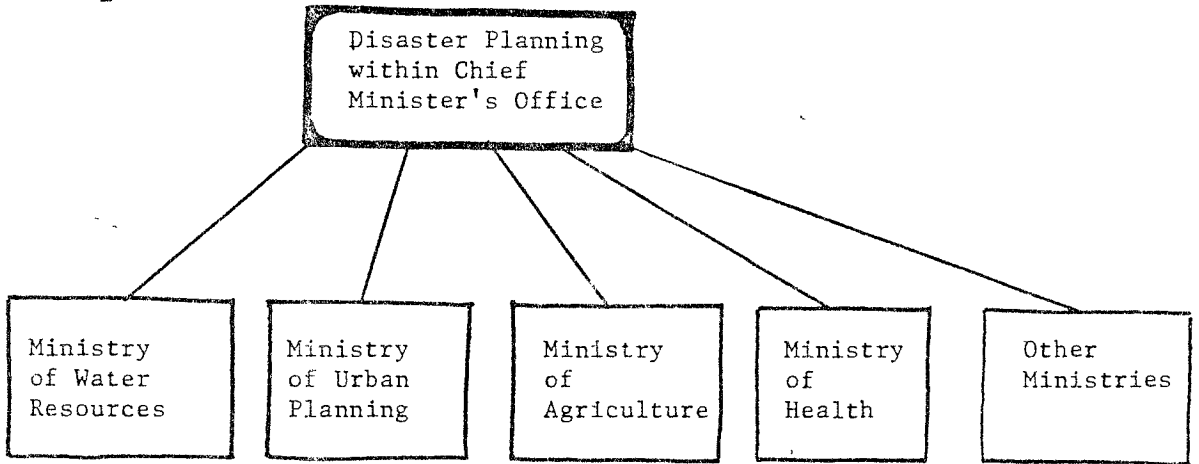 Disaster Planning
within Chief
Minister's Office
Ministry
of Water
Resources
Ministry
of Urban
Planning
Ministry
of
Agriculture
Ministry
of
Health
Other
Ministries